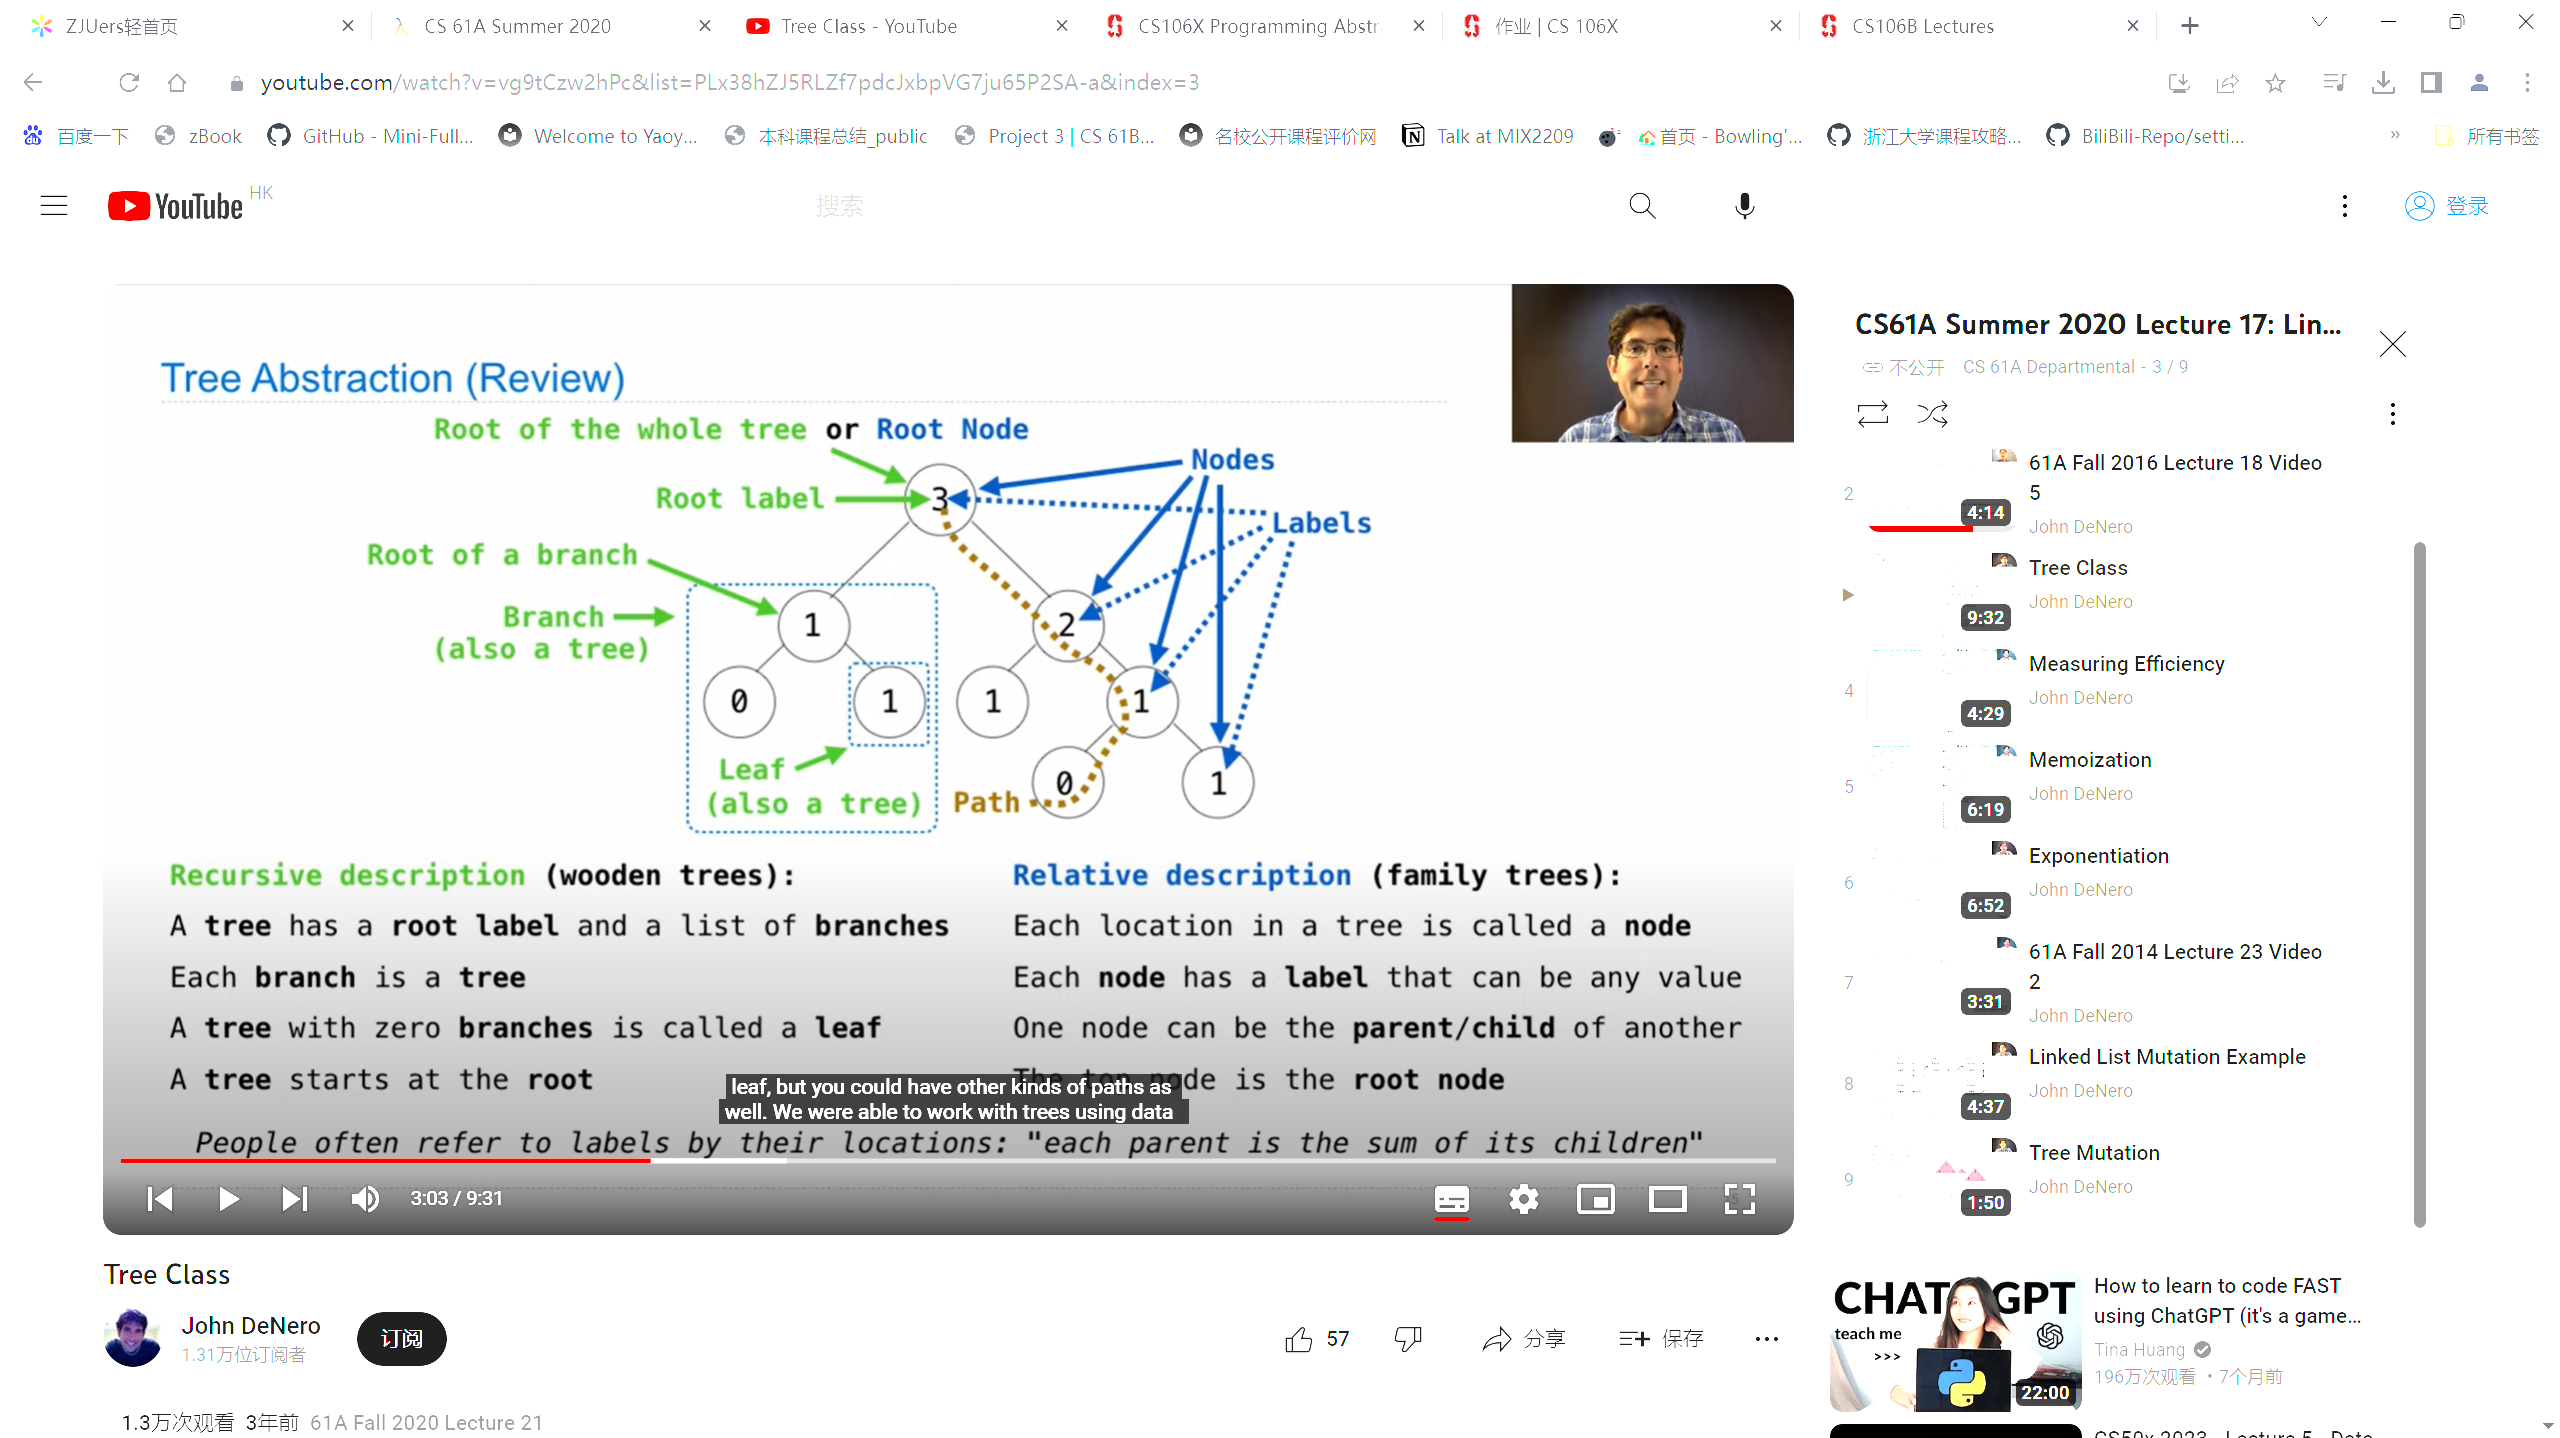 ZJUers轻首页
CS 61A Summer 2020
Tree Class - YouTube
CS106X Programming Abstr
作业 | CS 106X
CS106B Lectures
youtube.com/watch?v=vg9tCzw2hPc&list=PLx38hZJ5RLZf7pdcJxbpVG7ju65P2SA-a&index=3
百度一下
zBook
GitHub - Mini-Full...
Welcome to Yaoy...
本科课程总结_public
Project 3 | CS 61B...
名校公开课程评价网
Talk at MIX2209
首页 - Bowling'...
浙江大学课程攻略...
BiliBili-Repo/setti...
»
所有书签
YouTube HK
搜索
登录
Tree Abstraction (Review)
Root of the whole tree or Root Node
Nodes
Root label
3
Labels
Root of a branch
Branch
(also a tree)
1
2
0
1
1
1
Leaf
(also a tree)
Path
0
1
Recursive description (wooden trees):
A tree has a root label and a list of branches
Each branch is a tree
A tree with zero branches is called a leaf
A tree starts at the root
Relative description (family trees):
Each location in a tree is called a node
Each node has a label that can be any value
One node can be the parent/child of another
The top node is the root node
leaf, but you could have other kinds of paths as
well. We were able to work with trees using data
People often refer to labels by their locations: "each parent is the sum of its children"
3:03 / 9:31
Tree Class
John DeNero
1.31万位订阅者
订阅
57
分享
保存
1.3万次观看 3年前 61A Fall 2020 Lecture 21
CS61A Summer 2020 Lecture 17: Lin...
不公开 CS 61A Departmental - 3 / 9
2
4:14
61A Fall 2016 Lecture 18 Video
5
John DeNero
9:32
Tree Class
John DeNero
4
4:29
Measuring Efficiency
John DeNero
5
6:19
Memoization
John DeNero
6
6:52
Exponentiation
John DeNero
7
3:31
61A Fall 2014 Lecture 23 Video
2
John DeNero
8
4:37
Linked List Mutation Example
John DeNero
9
1:50
Tree Mutation
John DeNero
CHATGPT
teach me
>>>
22:00
How to learn to code FAST
using ChatGPT (it's a game...
Tina Huang
196万次观看 • 7个月前
CS50x 2023 - Lecture 5 - Data